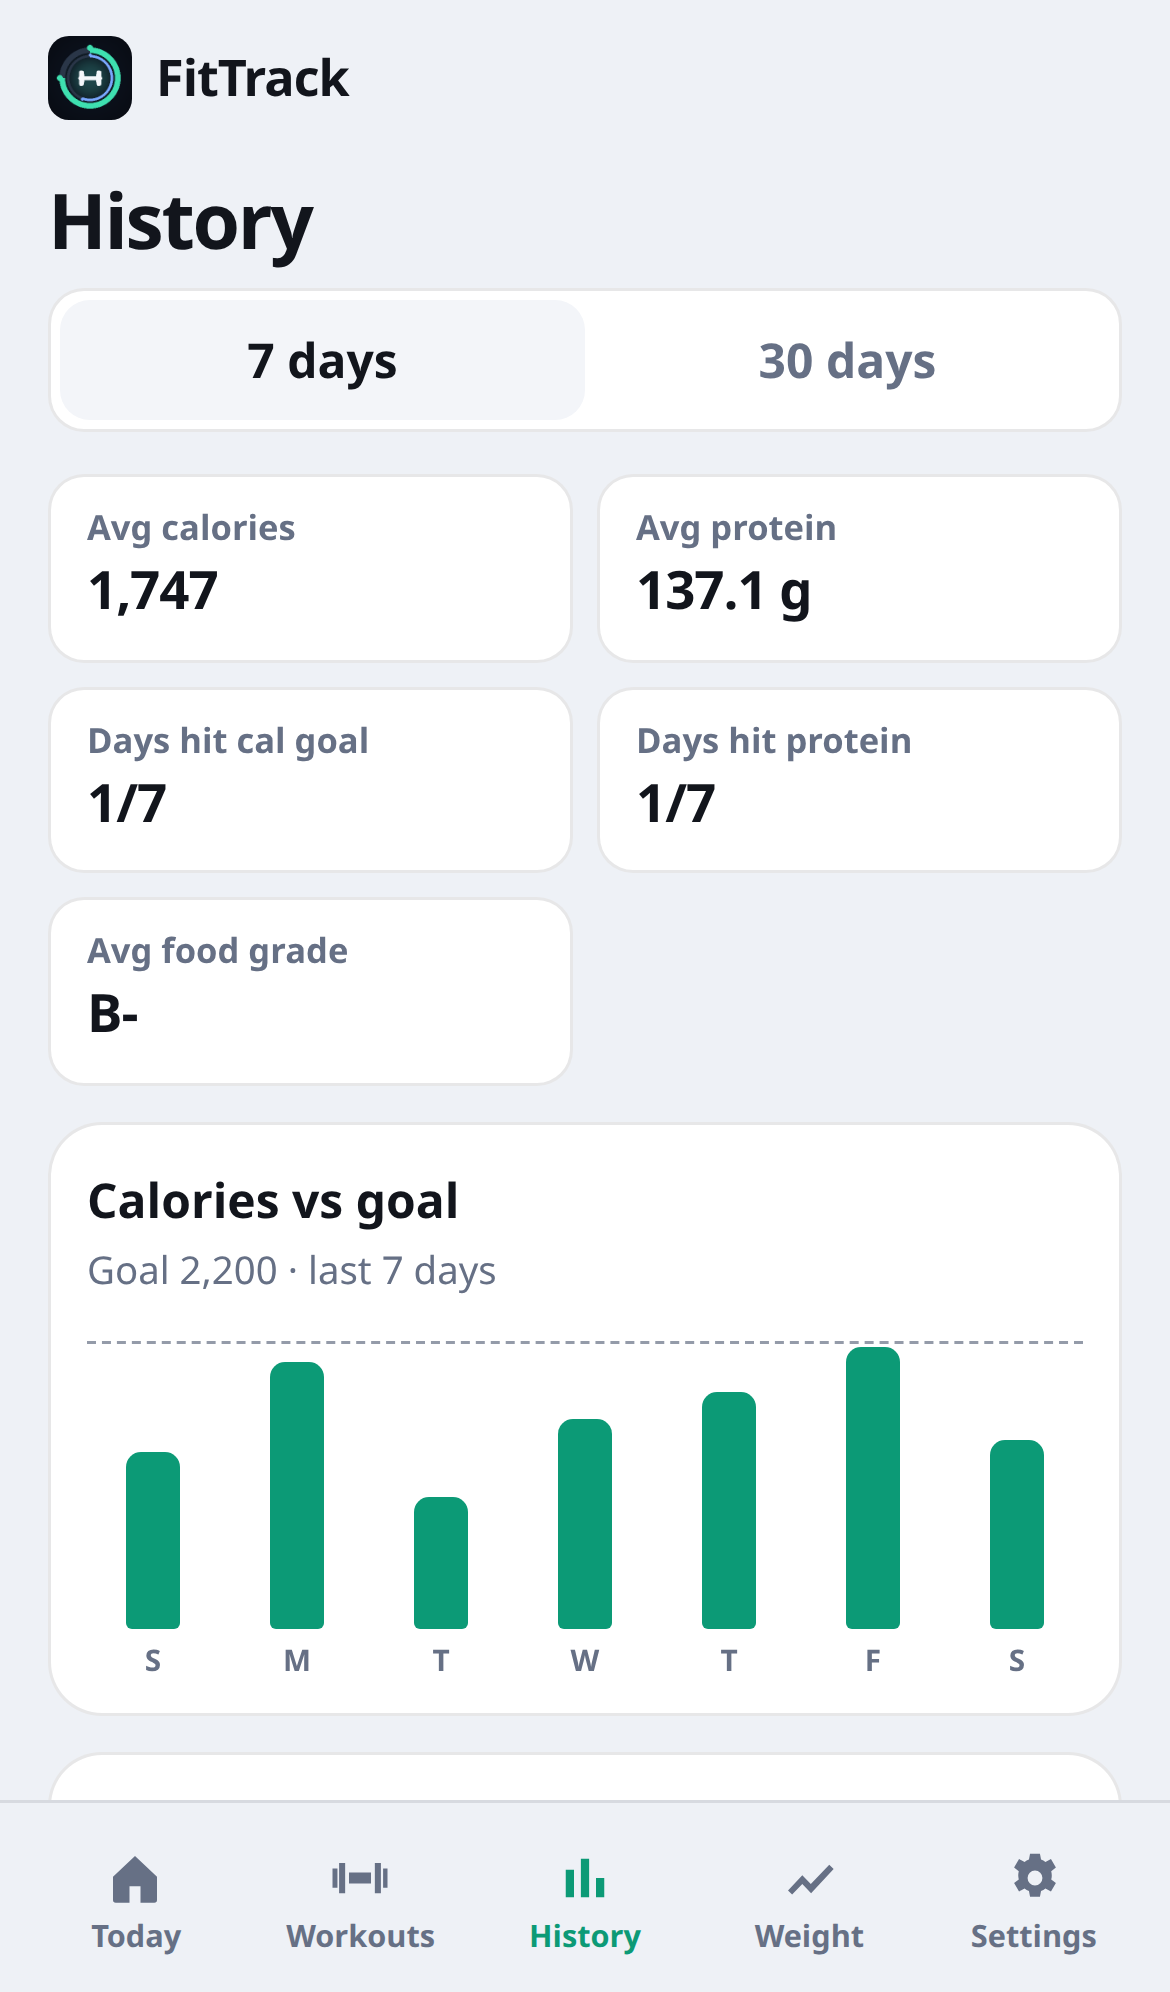 FitTrack
History
7 days
30 days
Avg calories
1,747
Avg protein
137.1 g
Days hit cal goal
1/7
Days hit protein
1/7
Avg food grade
B-
Calories vs goal
Goal 2,200 · last 7 days
S M T W T F S
Today Workouts History Weight Settings